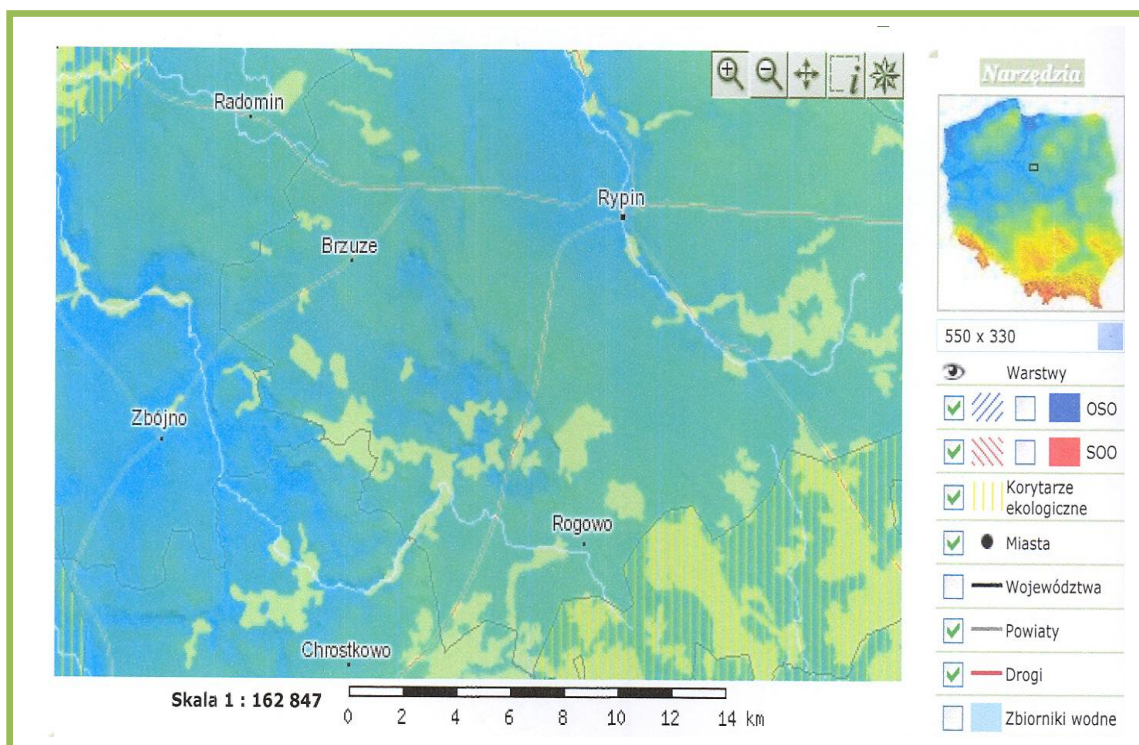 Radomin
Rypin
Brzuze
Zbójno
Rogowo
Chrostkowo
Skala 1 : 162 847
0 2 4 6 8 10 12 14 km
Narzędzia
550 x 330
Warstwy
OSO
SOO
Korytarze
ekologiczne
Miasta
Województwa
Powiaty
Drogi
Zbiorniki wodne